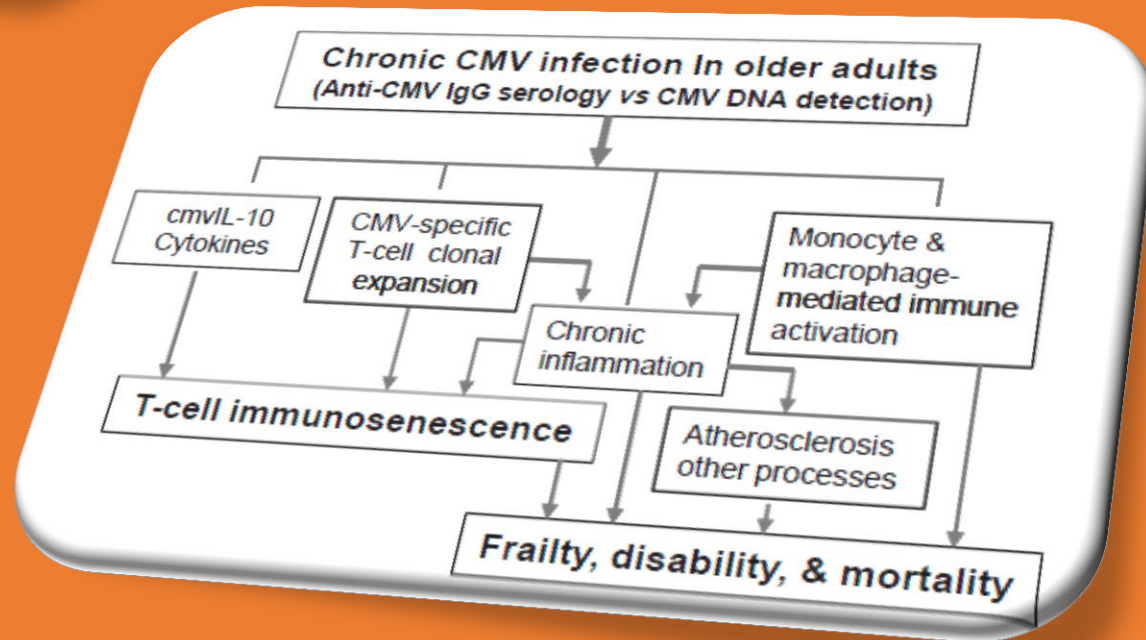 Chronic CMV infection In older adults
(Anti-CMV IgG serology vs CMV DNA detection)
cmvIL-10
Cytokines
CMV-specific
T-cell clonal
expansion
Monocyte &
macrophage-
mediated immune
activation
Chronic
inflammation
T-cell immunosenescence
Atherosclerosis
other processes
Frailty, disability, & mortality